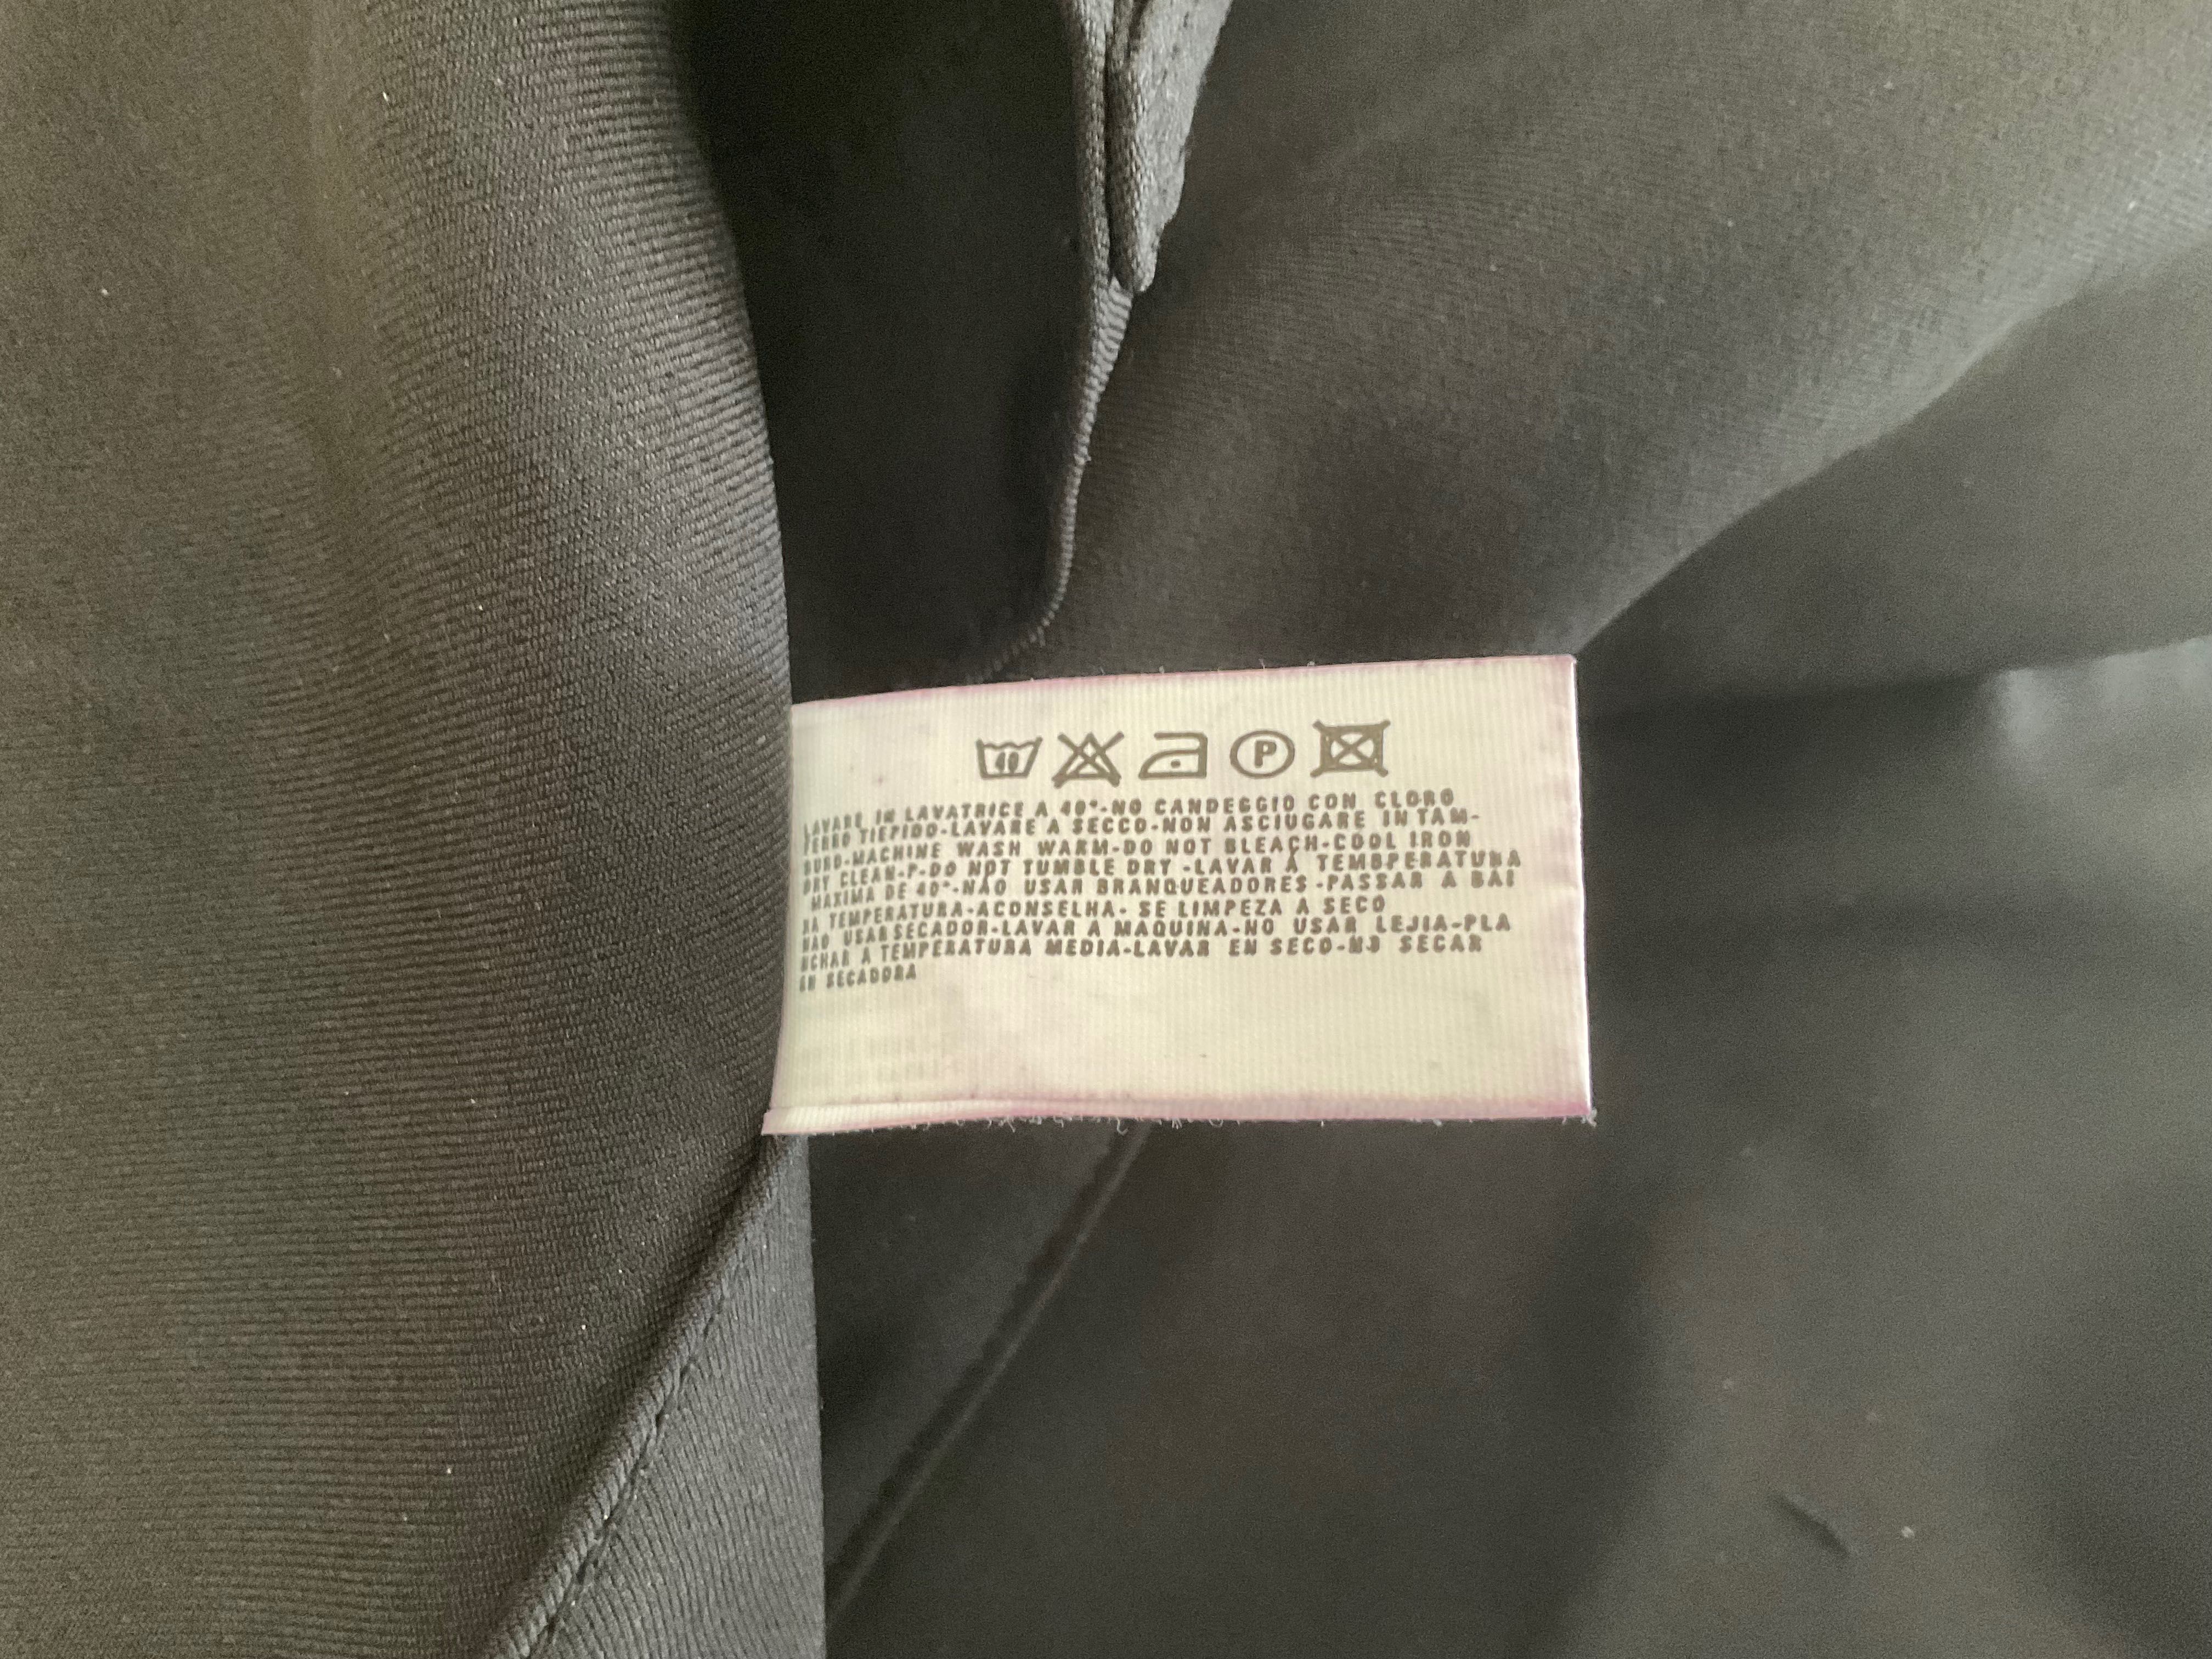 40
P
LAVARE IN LAVATRICE A 40°-NO CANDEGGIO CON CLORO
FERRO TIEPIDO-LAVARE A SECCO-NON ASCIUGARE IN TAM-
BURO-MACHINE WASH WARM-DO NOT BLEACH-COOL IRON
DRY CLEAN-P-DO NOT TUMBLE DRY -LAVAR À TEMBPERATURA
MAXIMA DE 40°-NÃO USAR BRANQUEADORES -PASSAR A BAI
XA TEMPERATURA-ACONSELHA- SE LIMPEZA A SECO
NAO USAR SECADOR-LAVAR A MAQUINA-NO USAR LEJIA-PLA
NCHAR A TEMPERATURA MEDIA-LAVAR EN SECO-NO SECAR
EN SECADORA